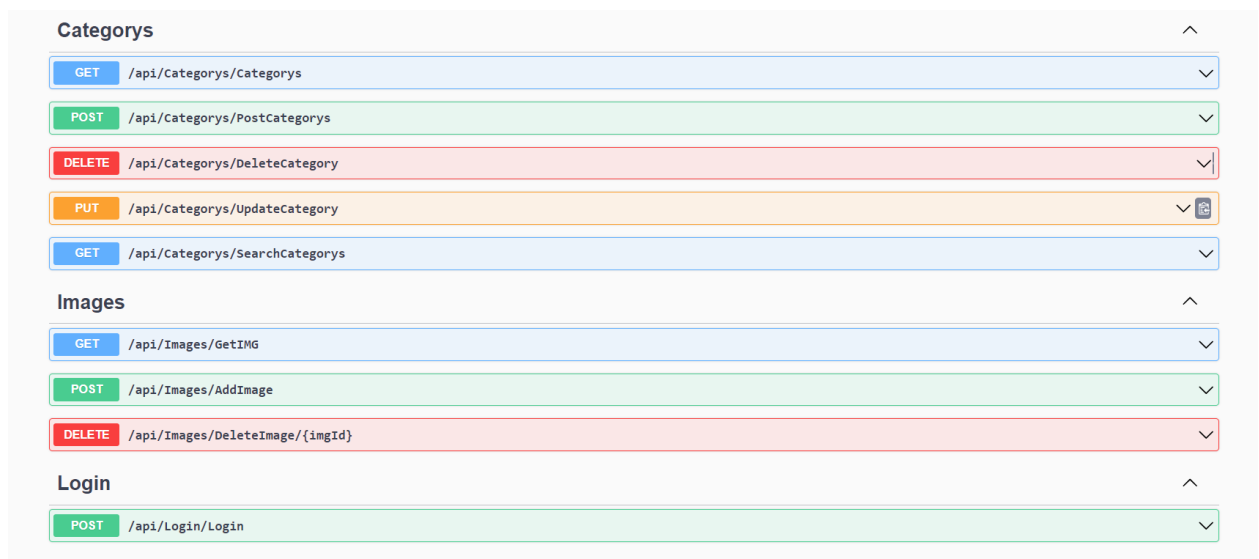 Categorys
GET /api/Categorys/Categorys
POST /api/Categorys/PostCategorys
DELETE /api/Categorys/DeleteCategory
PUT /api/Categorys/UpdateCategory
GET /api/Categorys/SearchCategorys
Images
GET /api/Images/GetIMG
POST /api/Images/AddImage
DELETE /api/Images/DeleteImage/{imgId}
Login
POST /api/Login/Login